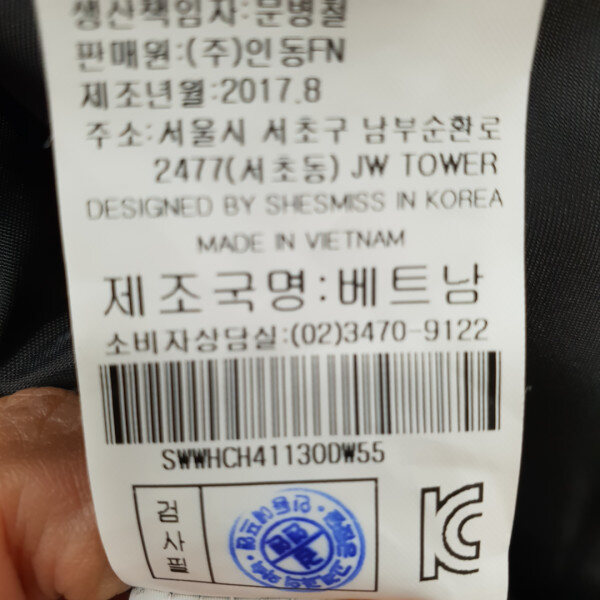 생산책임자:문병철
판매원:(주)인동FN
제조년월:2017.8
주소:서울시 서초구 남부순환로
2477(서초동) JW TOWER
DESIGNED BY SHESMISS IN KOREA
MADE IN VIETNAM
제조국명:베트남
소비자상담실:(02)3470-9122
SWWHCH41130DW55
검사필